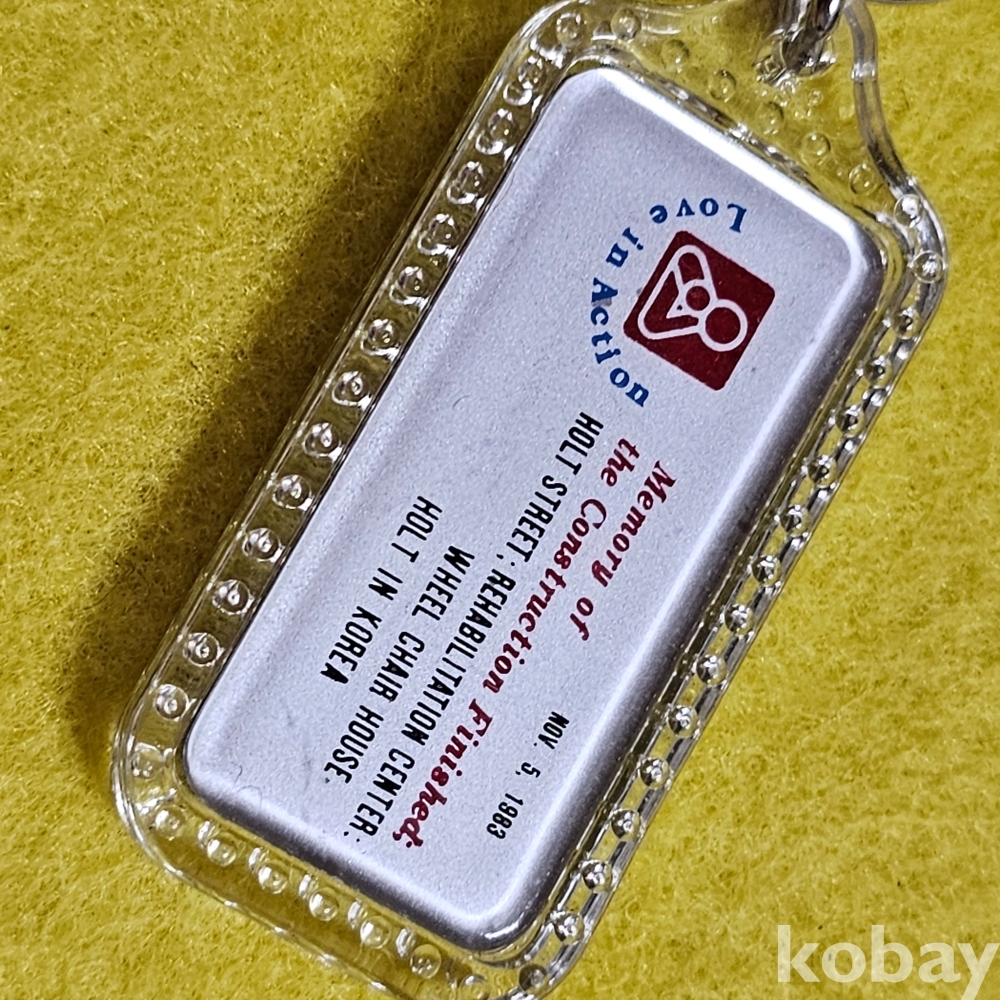 Love in Action
NOV. 5, 1983
Memory of
the Construction Finished;
HOLT STREET. REHABILITATION CENTER.
WHEEL CHAIR HOUSE.
HOLT IN KOREA
kobay